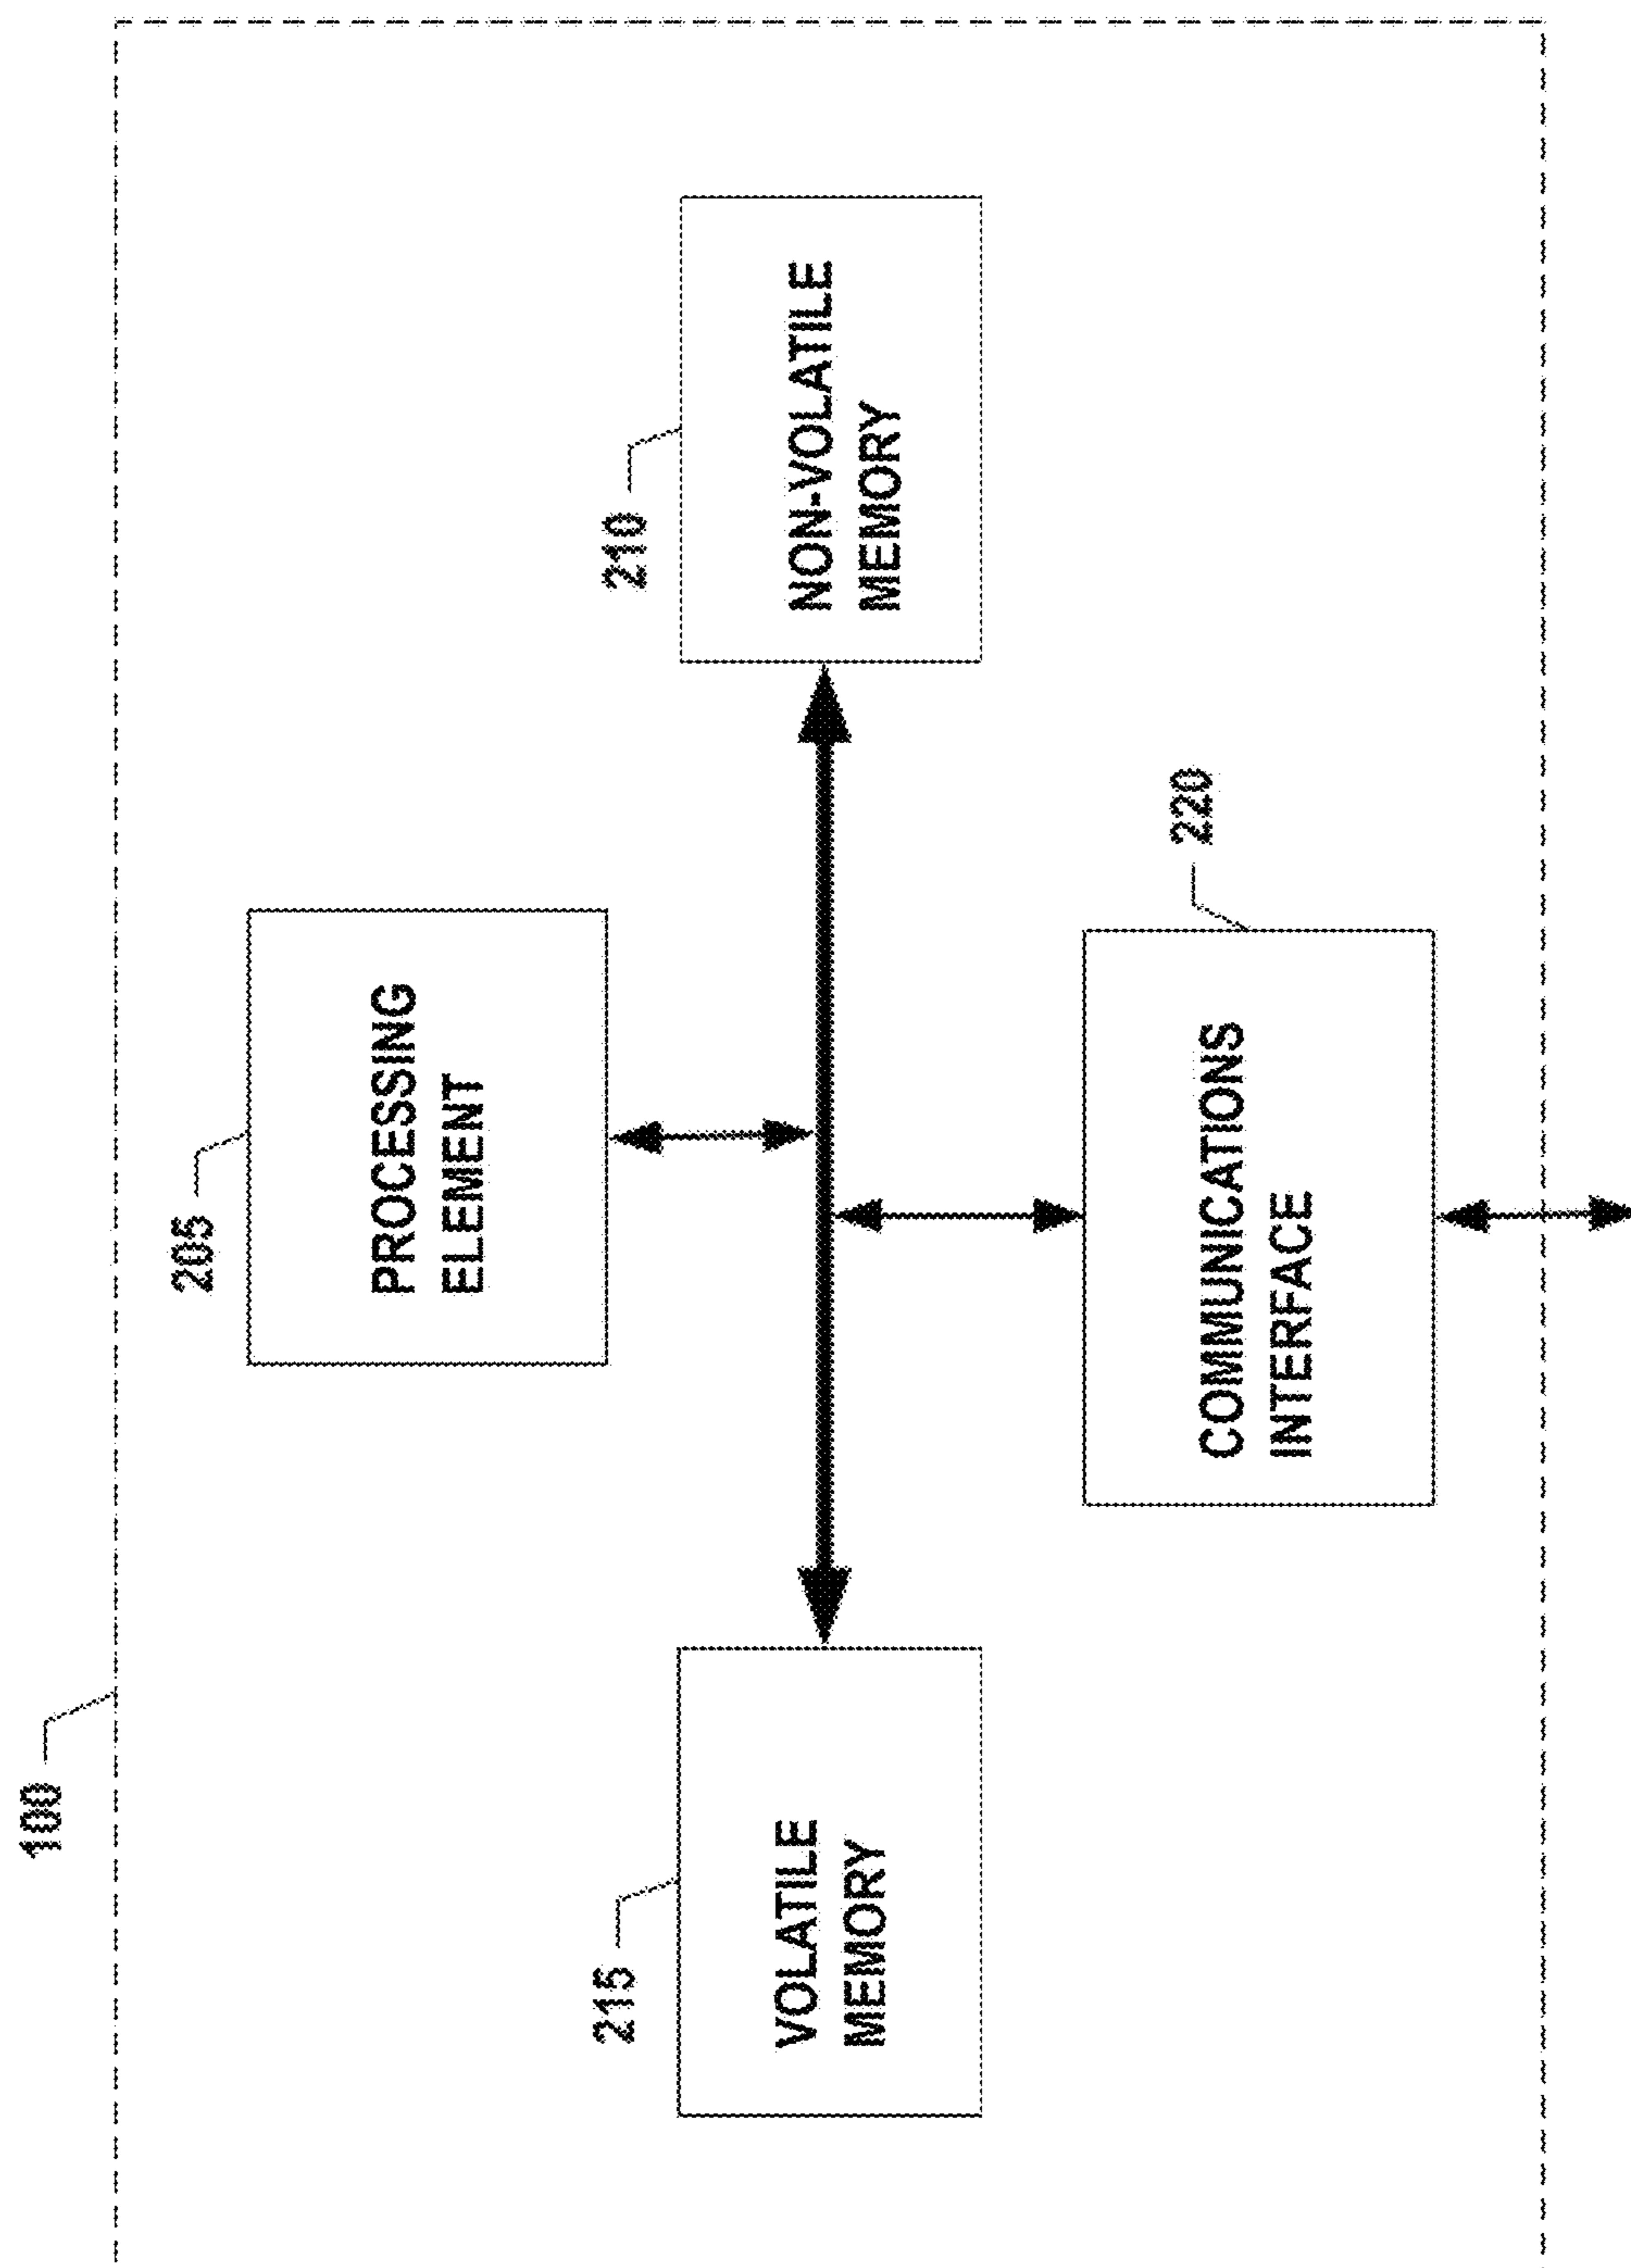 100
205
PROCESSING
ELEMENT
215
VOLATILE
MEMORY
210
NON-VOLATILE
MEMORY
220
COMMUNICATIONS
INTERFACE